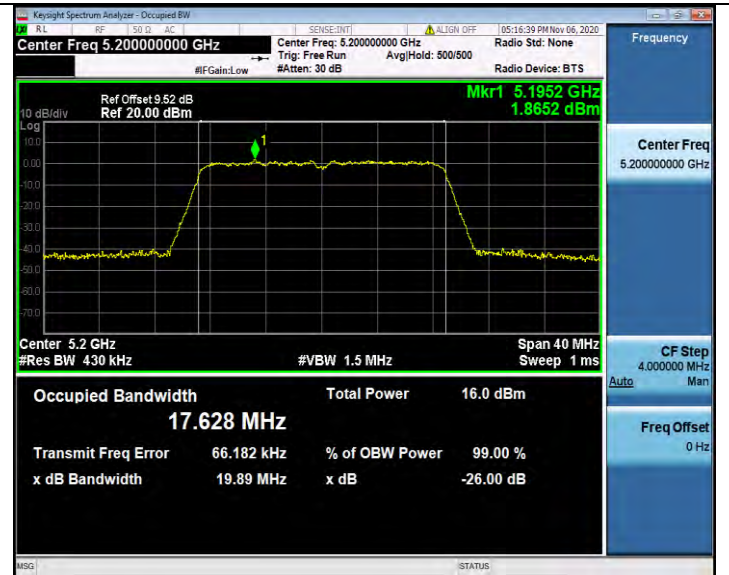 Keysight Spectrum Analyzer - Occupied BW
RL RF 50 Ω AC SENSE:INT ALIGN OFF 05:16:39 PM Nov 06, 2020
Center Freq 5.200000000 GHz
Center Freq: 5.200000000 GHz Radio Std: None
Trig: Free Run Avg|Hold: 500/500
#IFGain:Low #Atten: 30 dB Radio Device: BTS
Mkr1 5.1952 GHz
1.8652 dBm
Ref Offset 9.52 dB
10 dB/div Ref 20.00 dBm
Log
10.0
0.00
-10.0
-20.0
-30.0
-40.0
-50.0
-60.0
-70.0
1
Center 5.2 GHz Span 40 MHz
#Res BW 430 kHz #VBW 1.5 MHz Sweep 1 ms
Occupied Bandwidth Total Power 16.0 dBm
17.628 MHz
Transmit Freq Error 66.182 kHz % of OBW Power 99.00 %
x dB Bandwidth 19.89 MHz x dB -26.00 dB
Frequency
Center Freq
5.200000000 GHz
CF Step
4.000000 MHz
Auto Man
Freq Offset
0 Hz
MSG STATUS